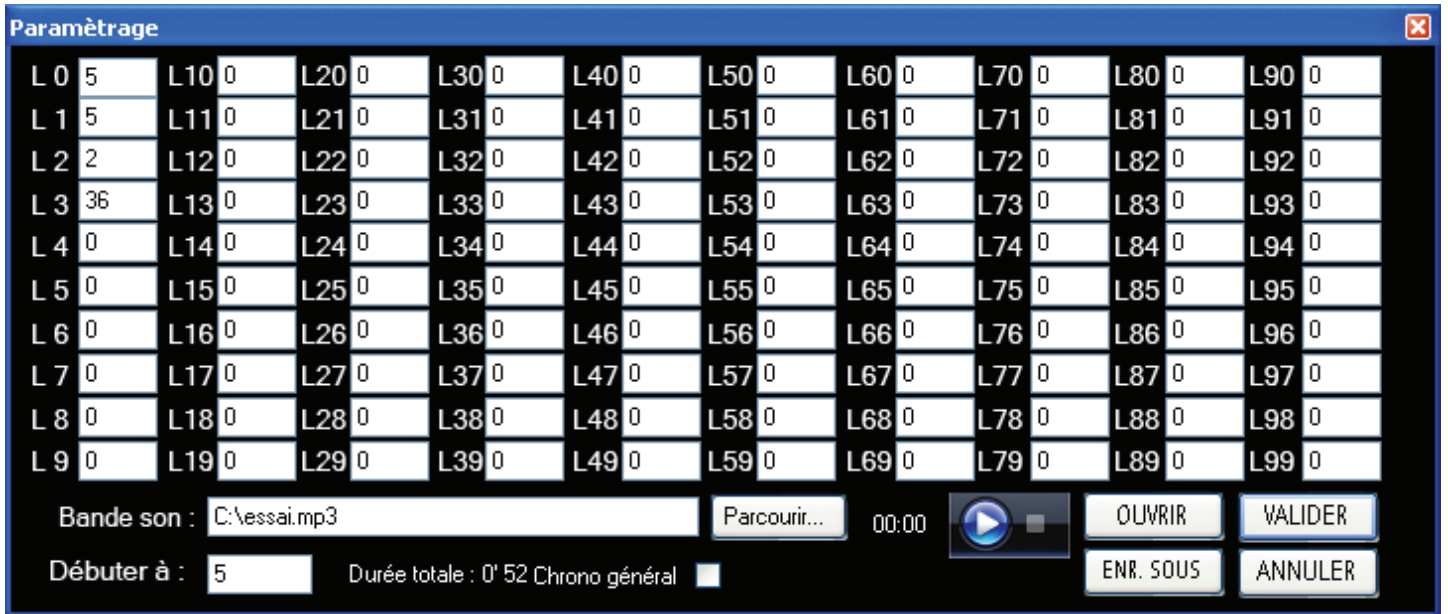 Paramètrage
L 0 5 L10 0 L20 0 L30 0 L40 0 L50 0 L60 0 L70 0 L80 0 L90 0
L 1 5 L11 0 L21 0 L31 0 L41 0 L51 0 L61 0 L71 0 L81 0 L91 0
L 2 2 L12 0 L22 0 L32 0 L42 0 L52 0 L62 0 L72 0 L82 0 L92 0
L 3 36 L13 0 L23 0 L33 0 L43 0 L53 0 L63 0 L73 0 L83 0 L93 0
L 4 0 L14 0 L24 0 L34 0 L44 0 L54 0 L64 0 L74 0 L84 0 L94 0
L 5 0 L15 0 L25 0 L35 0 L45 0 L55 0 L65 0 L75 0 L85 0 L95 0
L 6 0 L16 0 L26 0 L36 0 L46 0 L56 0 L66 0 L76 0 L86 0 L96 0
L 7 0 L17 0 L27 0 L37 0 L47 0 L57 0 L67 0 L77 0 L87 0 L97 0
L 8 0 L18 0 L28 0 L38 0 L48 0 L58 0 L68 0 L78 0 L88 0 L98 0
L 9 0 L19 0 L29 0 L39 0 L49 0 L59 0 L69 0 L79 0 L89 0 L99 0
Bande son : C:\essai.mp3 Parcourir... 00:00 OUVRIR VALIDER
Débuter à : 5 Durée totale : 0' 52 Chrono général ENR. SOUS ANNULER